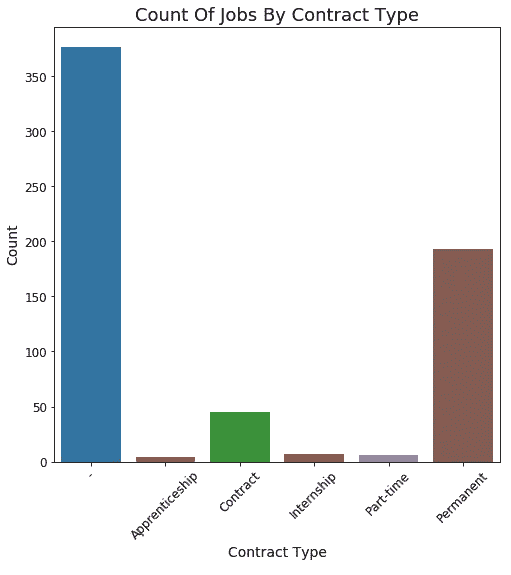 Count Of Jobs By Contract Type
Count
350
300
250
200
150
100
50
0
-
Apprenticeship
Contract
Internship
Part-time
Permanent
Contract Type